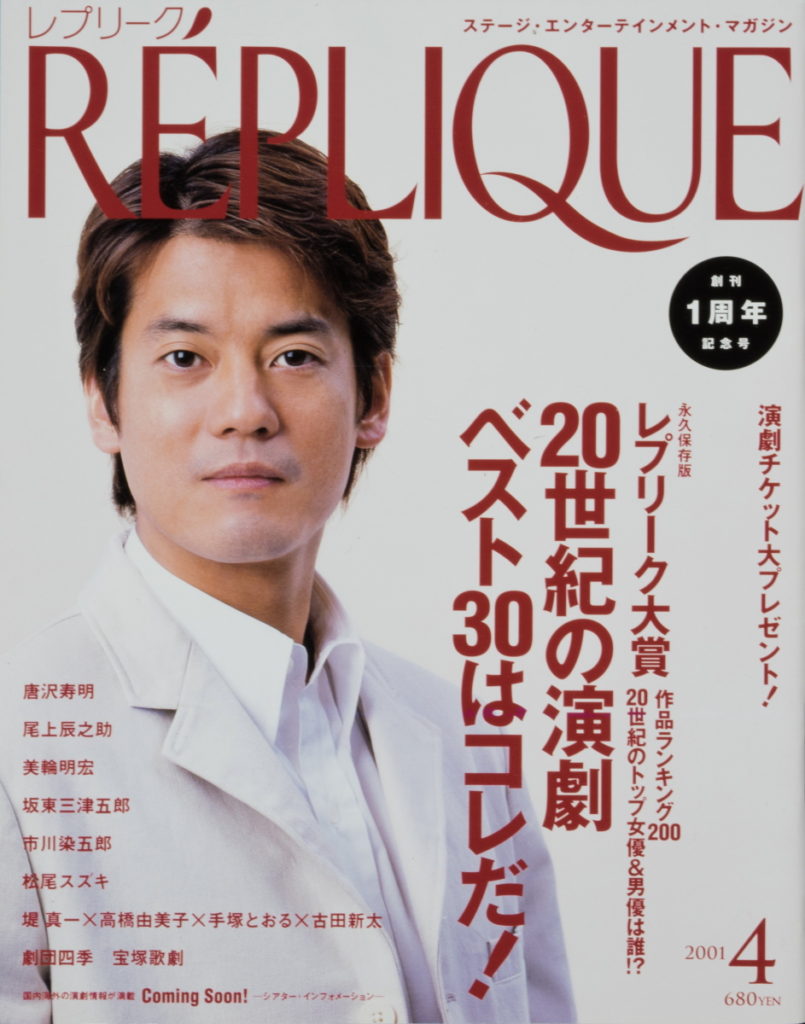 レプリーク
ステージ・エンターテインメント・マガジン
RÉPLIQUE
創刊
1周年
記念号
演劇チケット大プレゼント!
永久保存版
レプリーク大賞
作品ランキング200
20世紀のトップ女優&男優は誰!?
20世紀の演劇
ベスト30はコレだ!
唐沢寿明
尾上辰之助
美輪明宏
坂東三津五郎
市川染五郎
松尾スズキ
堤 真一×高橋由美子×手塚とおる×古田新太
劇団四季 宝塚歌劇
国内海外の演劇情報が満載 Coming Soon! ―シアター・インフォメーション―
2001 4
680YEN